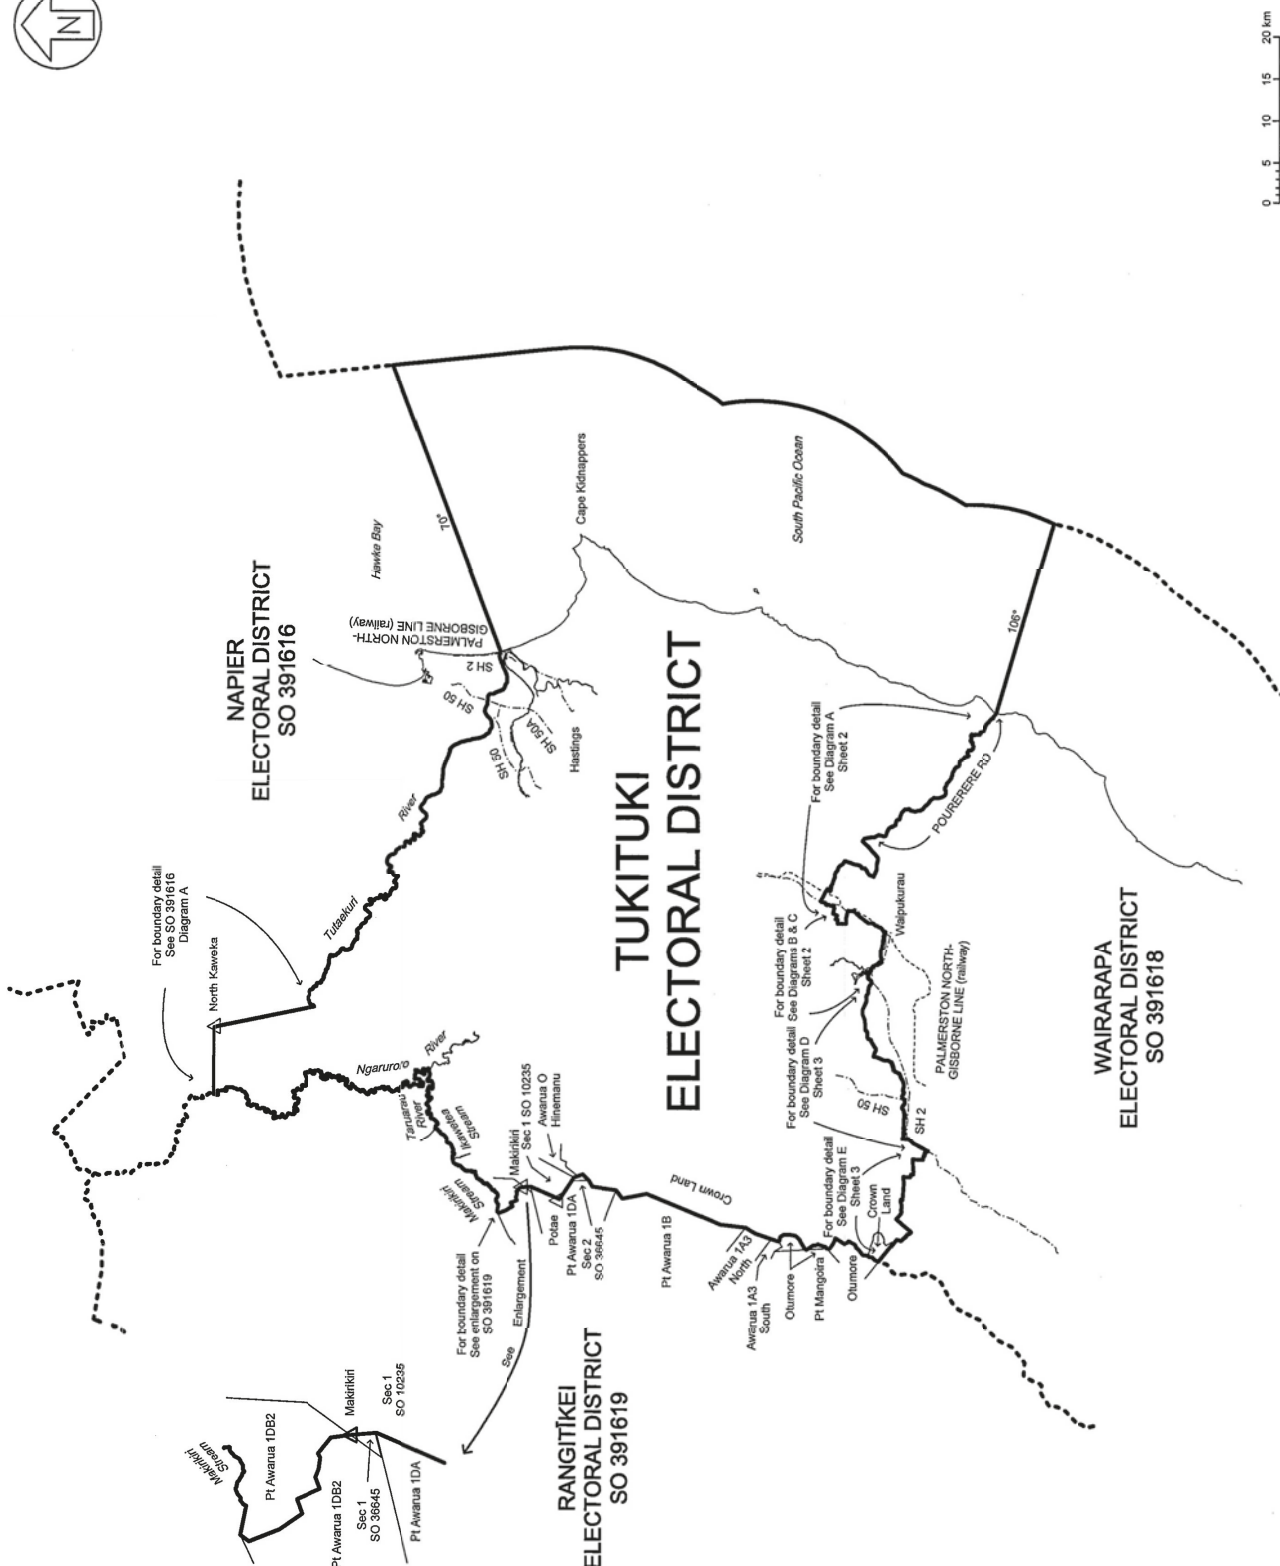 N
20 km
15
10
5
0
NAPIER
ELECTORAL DISTRICT
SO 391616
Hawke Bay
70°
PALMERSTON NORTH-
GISBORNE LINE (railway)
SH 2
SH 50
SH 50A
SH 50
Hastings
Cape Kidnappers
South Pacific Ocean
106°
For boundary detail
See SO 391616
Diagram A
North Kaweka
Tutaekuri
River
TUKITUKI
ELECTORAL DISTRICT
For boundary detail
See Diagram A
Sheet 2
POURERERE RD
Ngaruroro
River
Taruarau
River
Ikawetea
Stream
Makirikiri
Stream
Makirikiri
Sec 1 SO 10235
Awarua O
Hinemanu
Potae
Pt Awarua 1DA
Sec 2
SO 36645
Crown Land
Pt Awarua 1B
Awarua 1A3
North
Awarua 1A3
South
Otumore
Pt Mangoira
Otumore
Crown
Land
For boundary detail
See Diagram E
Sheet 3
For boundary detail
See Diagram D
Sheet 3
For boundary detail
See Diagrams B & C
Sheet 2
Waipukurau
PALMERSTON NORTH-
GISBORNE LINE (railway)
SH 50
SH 2
WAIRARAPA
ELECTORAL DISTRICT
SO 391618
For boundary detail
See enlargement on
SO 391619
See
Enlargement
RANGITĪKEI
ELECTORAL DISTRICT
SO 391619
Makirikiri
Stream
Pt Awarua 1DB2
Makirikiri
Sec 1
SO 10235
Pt Awarua 1DB2
Sec 1
SO 36645
Pt Awarua 1DA